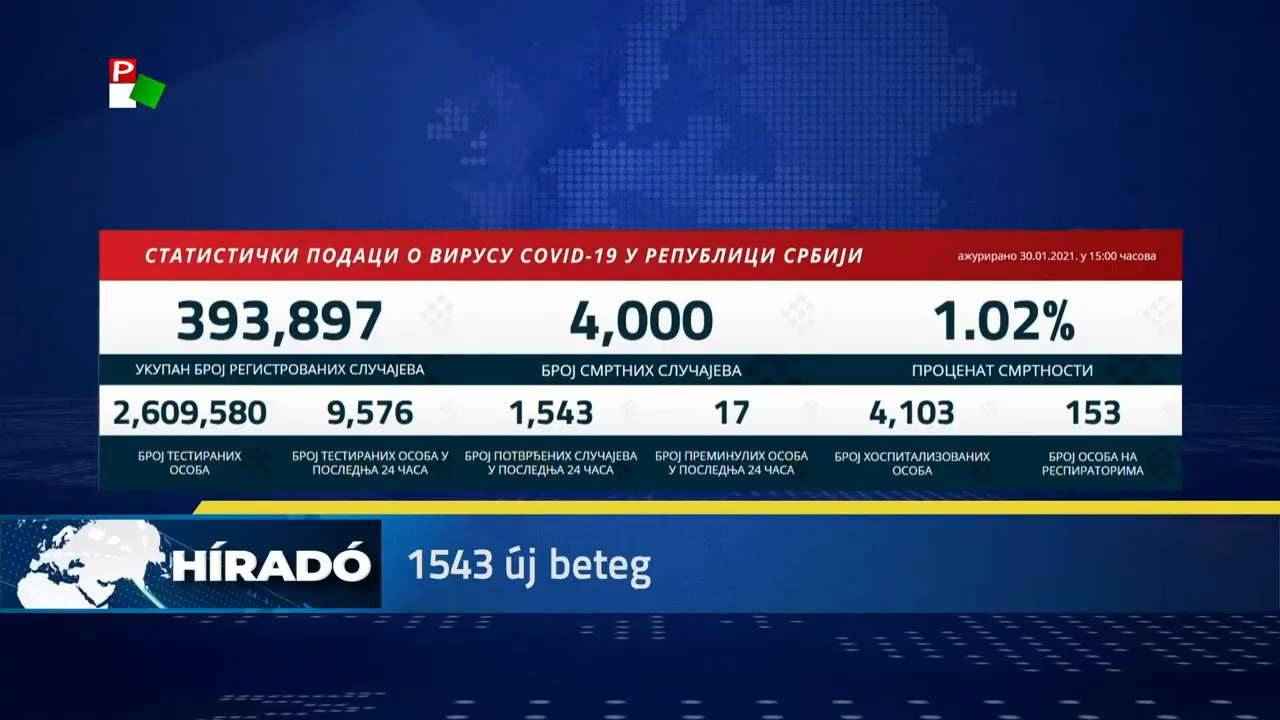 P
СТАТИСТИЧКИ ПОДАЦИ О ВИРУСУ COVID-19 У РЕПУБЛИЦИ СРБИЈИ
ажурирано 30.01.2021. у 15:00 часова
393,897 4,000 1.02%
УКУПАН БРОЈ РЕГИСТРОВАНИХ СЛУЧАЈЕВА БРОЈ СМРТНИХ СЛУЧАЈЕВА ПРОЦЕНАТ СМРТНОСТИ
2,609,580 9,576 1,543 17 4,103 153
БРОЈ ТЕСТИРАНИХ БРОЈ ТЕСТИРАНИХ ОСОБА У БРОЈ ПОТВРЂЕНИХ СЛУЧАЈЕВА БРОЈ ПРЕМИНУЛИХ ОСОБА БРОЈ ХОСПИТАЛИЗОВАНИХ БРОЈ ОСОБА НА
ОСОБА ПОСЛЕДЊА 24 ЧАСА У ПОСЛЕДЊА 24 ЧАСА У ПОСЛЕДЊА 24 ЧАСА ОСОБА РЕСПИРАТОРИМА
HÍRADÓ 1543 új beteg